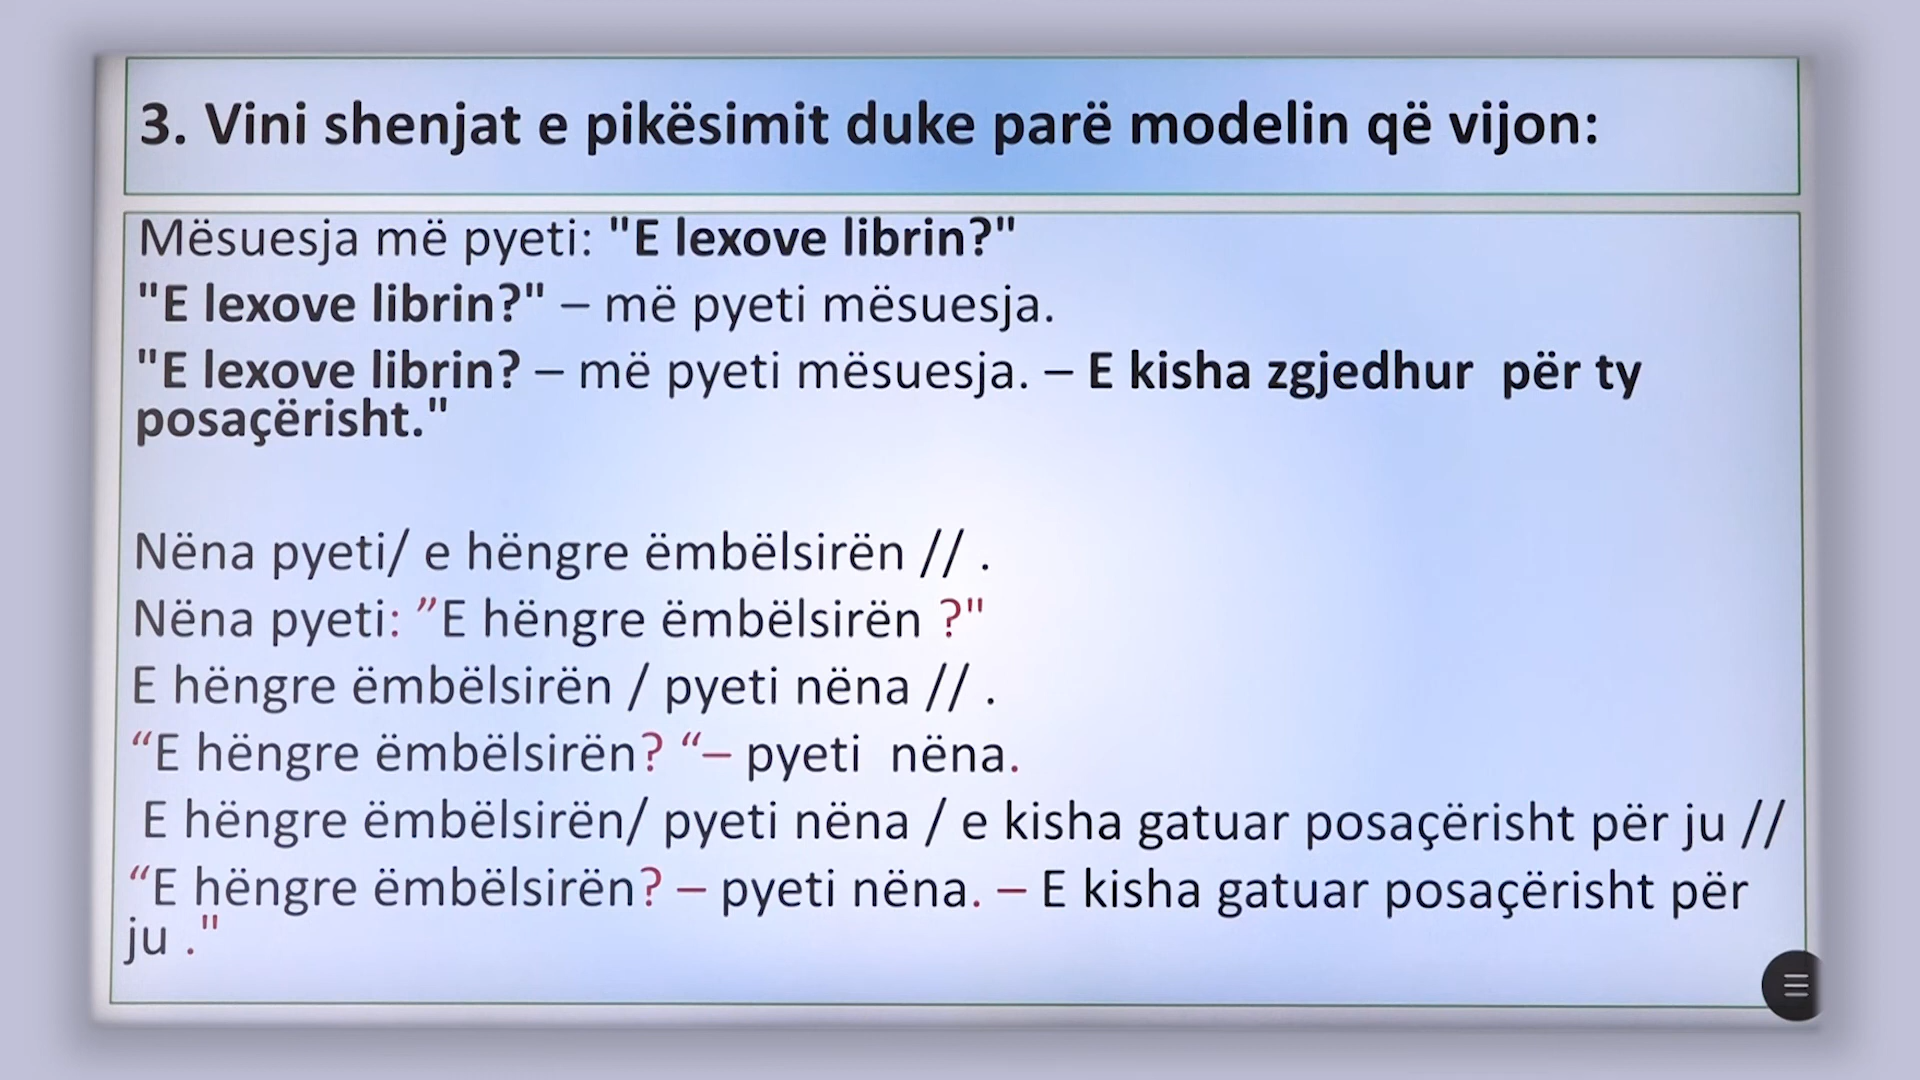 3. Vini shenjat e pikësimit duke parë modelin që vijon:
Mësuesja më pyeti: "E lexove librin?"
"E lexove librin?" – më pyeti mësuesja.
"E lexove librin? – më pyeti mësuesja. – E kisha zgjedhur për ty
posaçërisht."
Nëna pyeti/ e hëngre ëmbëlsirën // .
Nëna pyeti: ”E hëngre ëmbëlsirën ?"
E hëngre ëmbëlsirën / pyeti nëna // .
“E hëngre ëmbëlsirën? “– pyeti nëna.
E hëngre ëmbëlsirën/ pyeti nëna / e kisha gatuar posaçërisht për ju //
“E hëngre ëmbëlsirën? – pyeti nëna. – E kisha gatuar posaçërisht për
ju ."